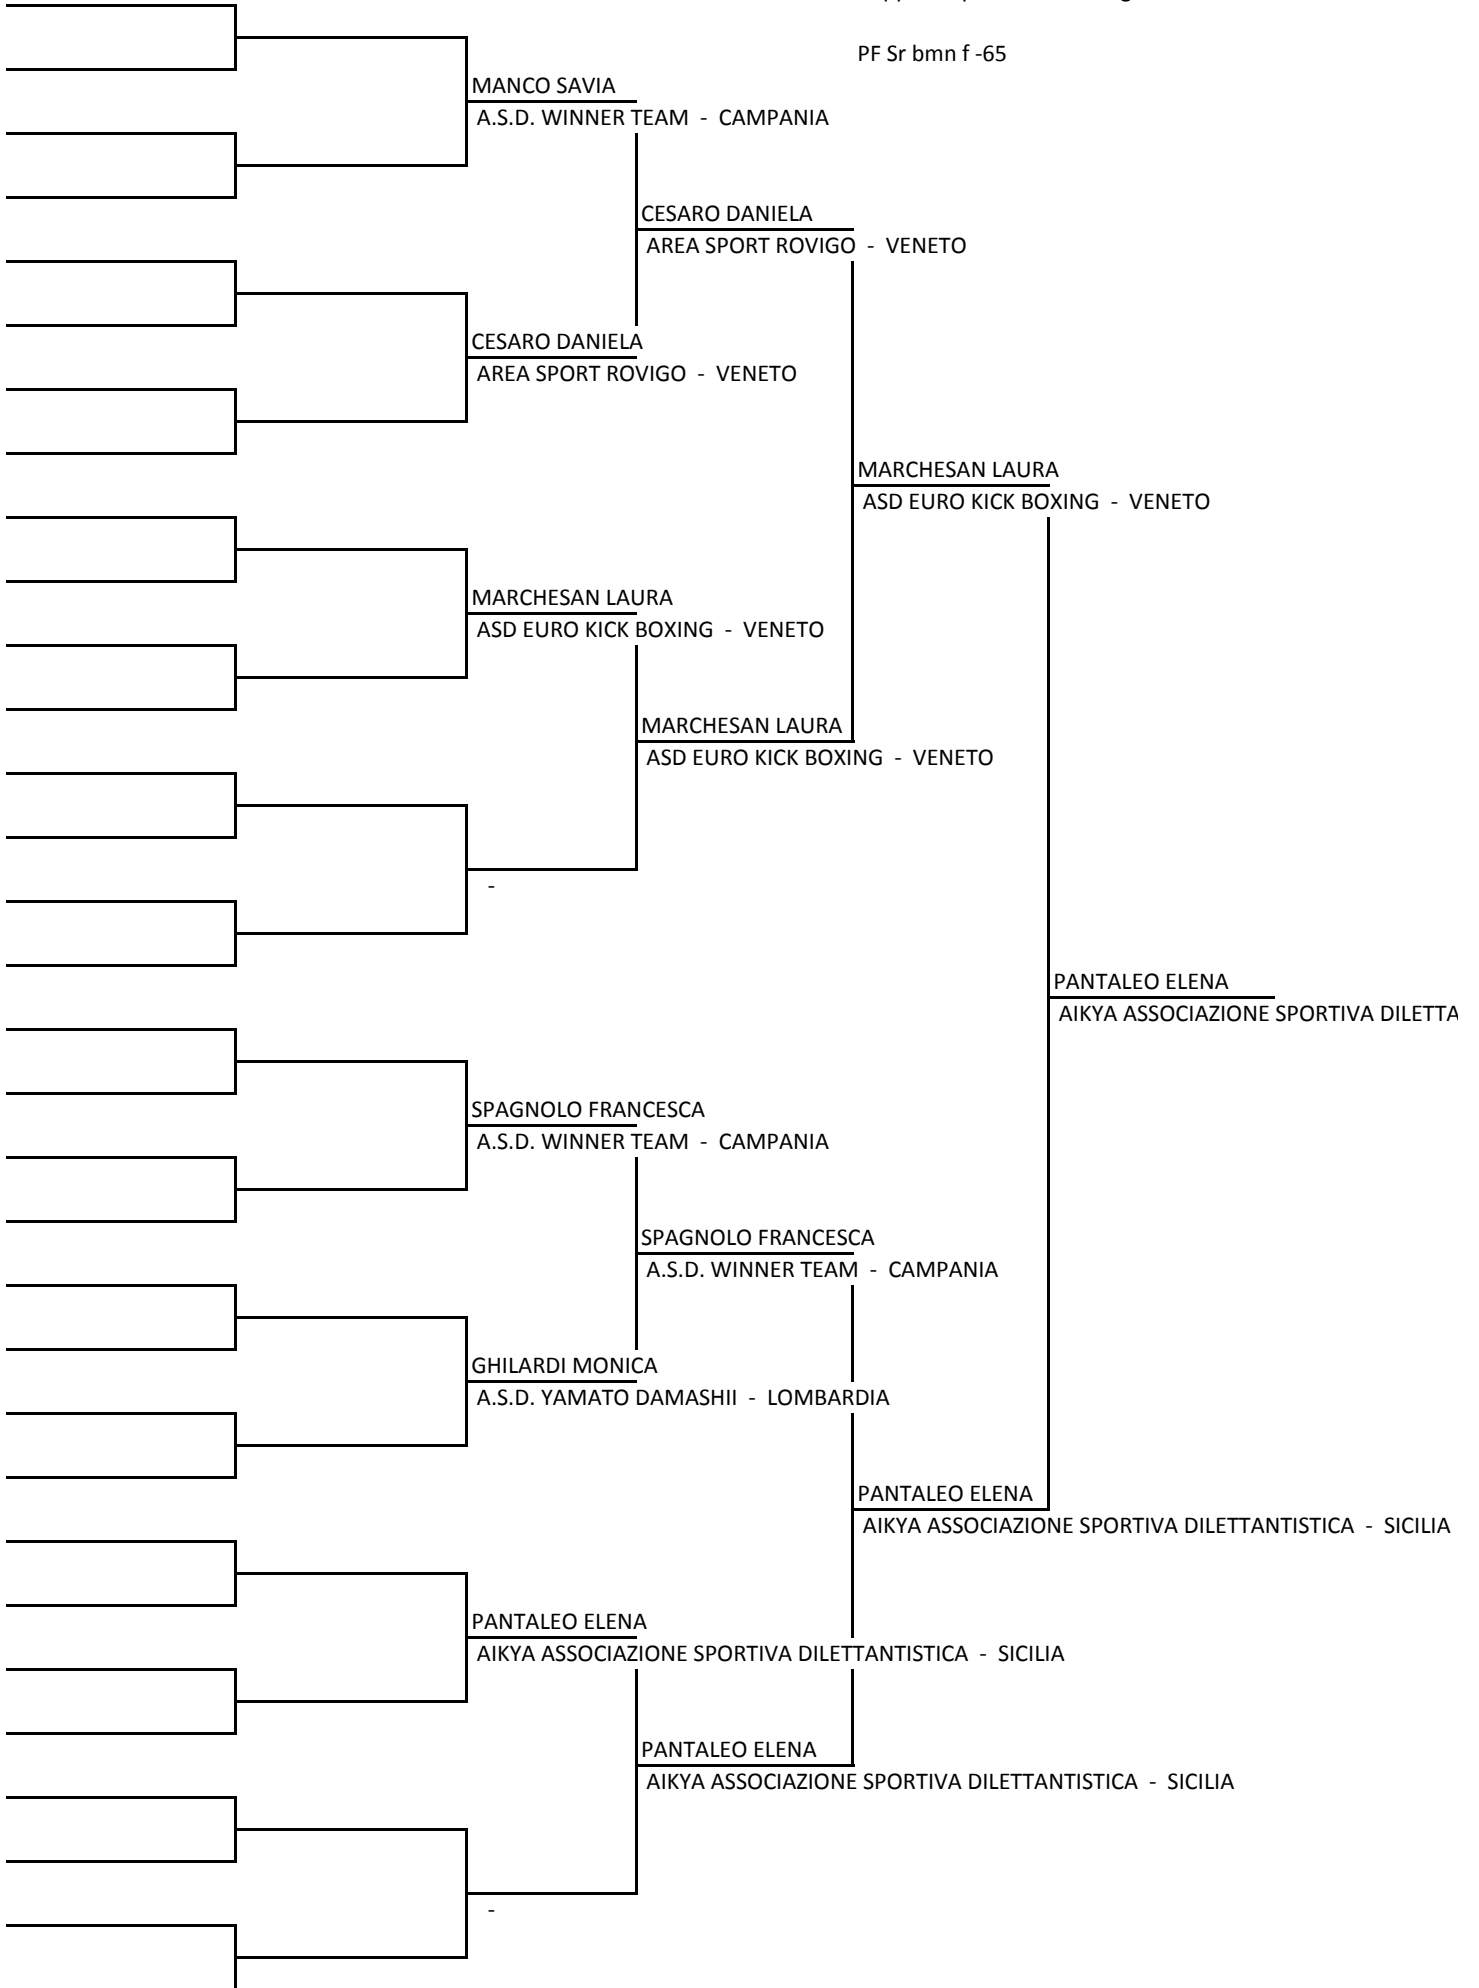 PF Sr bmn f -65
MANCO SAVIA
A.S.D. WINNER TEAM - CAMPANIA
CESARO DANIELA
AREA SPORT ROVIGO - VENETO
CESARO DANIELA
AREA SPORT ROVIGO - VENETO
MARCHESAN LAURA
ASD EURO KICK BOXING - VENETO
MARCHESAN LAURA
ASD EURO KICK BOXING - VENETO
MARCHESAN LAURA
ASD EURO KICK BOXING - VENETO
-
PANTALEO ELENA
AIKYA ASSOCIAZIONE SPORTIVA DILETTA
SPAGNOLO FRANCESCA
A.S.D. WINNER TEAM - CAMPANIA
SPAGNOLO FRANCESCA
A.S.D. WINNER TEAM - CAMPANIA
GHILARDI MONICA
A.S.D. YAMATO DAMASHII - LOMBARDIA
PANTALEO ELENA
AIKYA ASSOCIAZIONE SPORTIVA DILETTANTISTICA - SICILIA
PANTALEO ELENA
AIKYA ASSOCIAZIONE SPORTIVA DILETTANTISTICA - SICILIA
PANTALEO ELENA
AIKYA ASSOCIAZIONE SPORTIVA DILETTANTISTICA - SICILIA
-